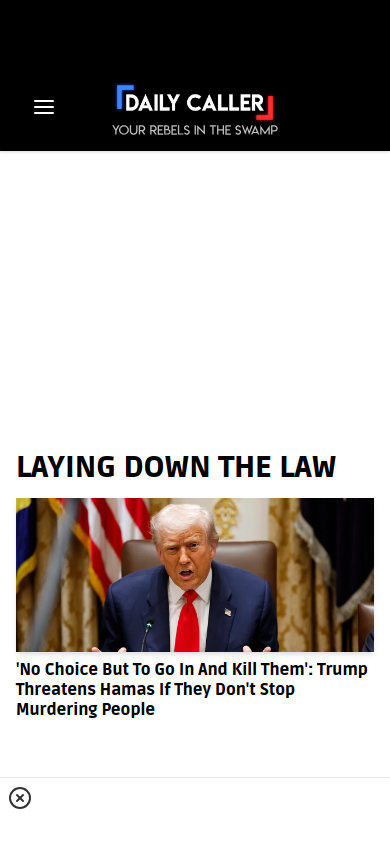 DAILY CALLER
YOUR REBELS IN THE SWAMP
LAYING DOWN THE LAW
'No Choice But To Go In And Kill Them': Trump
Threatens Hamas If They Don't Stop
Murdering People